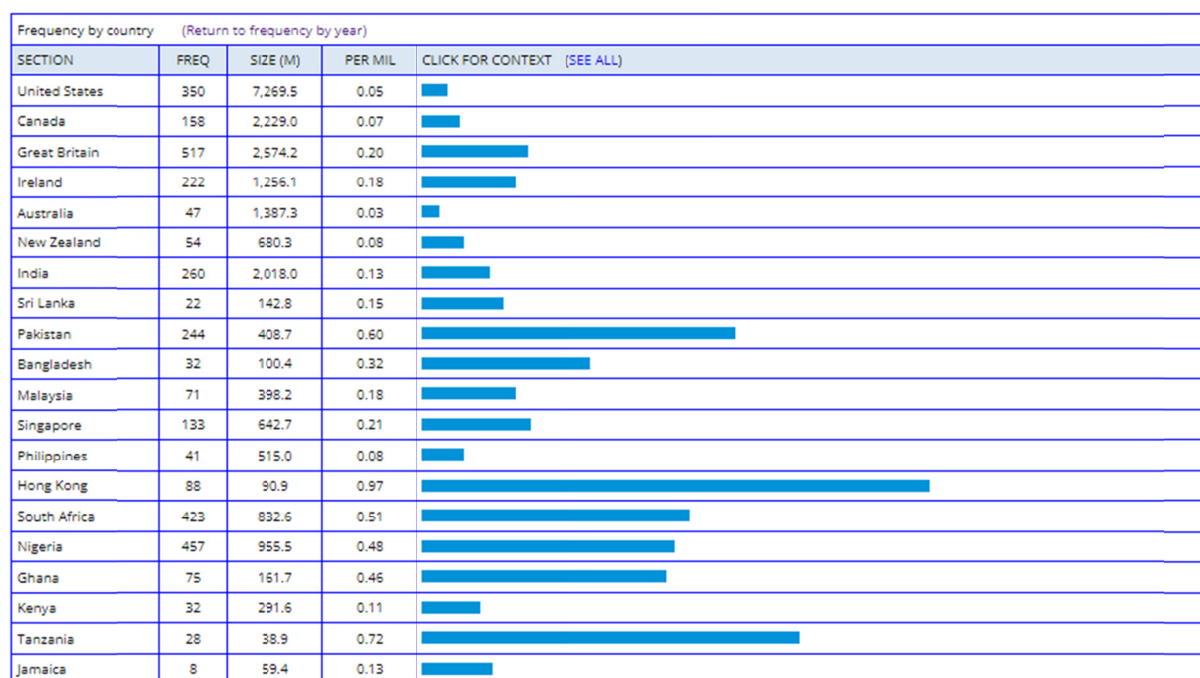 Frequency by country (Return to frequency by year)
SECTION FREQ SIZE (M) PER MIL CLICK FOR CONTEXT (SEE ALL)
United States 350 7,269.5 0.05
Canada 158 2,229.0 0.07
Great Britain 517 2,574.2 0.20
Ireland 222 1,256.1 0.18
Australia 47 1,387.3 0.03
New Zealand 54 680.3 0.08
India 260 2,018.0 0.13
Sri Lanka 22 142.8 0.15
Pakistan 244 408.7 0.60
Bangladesh 32 100.4 0.32
Malaysia 71 398.2 0.18
Singapore 133 642.7 0.21
Philippines 41 515.0 0.08
Hong Kong 88 90.9 0.97
South Africa 423 832.6 0.51
Nigeria 457 955.5 0.48
Ghana 75 161.7 0.46
Kenya 32 291.6 0.11
Tanzania 28 38.9 0.72
Jamaica 8 59.4 0.13